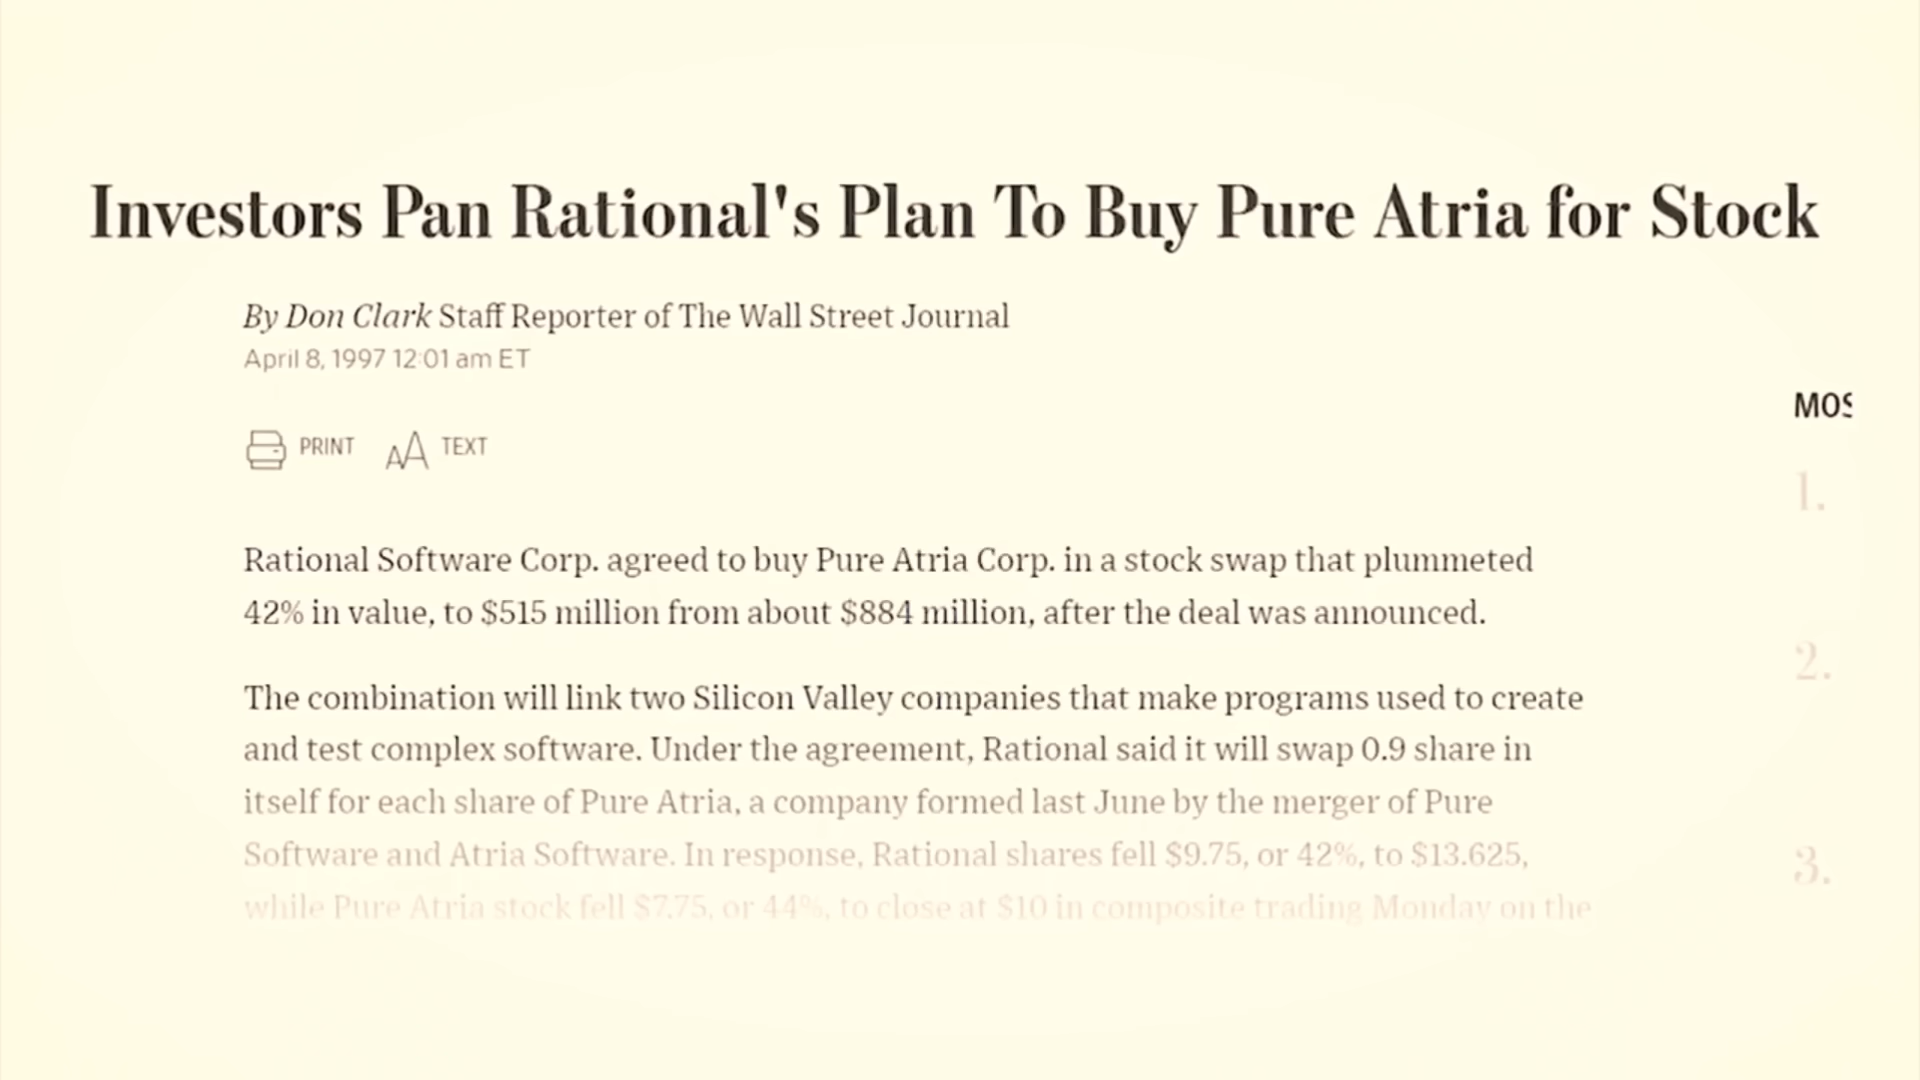 Investors Pan Rational's Plan To Buy Pure Atria for Stock
By Don Clark Staff Reporter of The Wall Street Journal
April 8, 1997 12:01 am ET
PRINT TEXT
MOS
1.
Rational Software Corp. agreed to buy Pure Atria Corp. in a stock swap that plummeted
42% in value, to $515 million from about $884 million, after the deal was announced.
2.
The combination will link two Silicon Valley companies that make programs used to create
and test complex software. Under the agreement, Rational said it will swap 0.9 share in
itself for each share of Pure Atria, a company formed last June by the merger of Pure
Software and Atria Software. In response, Rational shares fell $9.75, or 42%, to $13.625,
3.
while Pure Atria stock fell $7.75, or 44%, to close at $10 in composite trading Monday on the